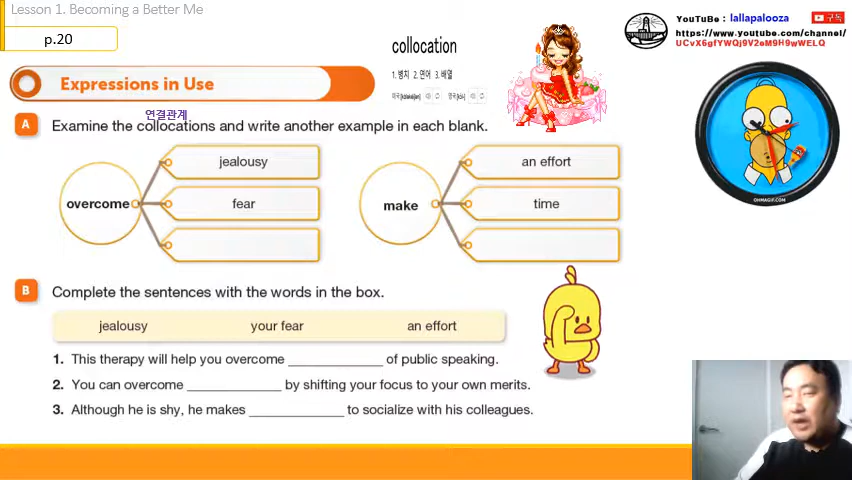 Lesson 1. Becoming a Better Me
p.20
collocation
1. 병치 2. 연어 3. 배열
YouTuBe : lallapalooza
구독
https://www.youtube.com/channel/
UCvX6gfYWQj9V2eM9H9wWELQ
Expressions in Use
연결관계
A Examine the collocations and write another example in each blank.
overcome
jealousy
fear
make
an effort
time
OHMAGIF.COM
B Complete the sentences with the words in the box.
jealousy your fear an effort
1. This therapy will help you overcome _____________ of public speaking.
2. You can overcome _____________ by shifting your focus to your own merits.
3. Although he is shy, he makes _____________ to socialize with his colleagues.